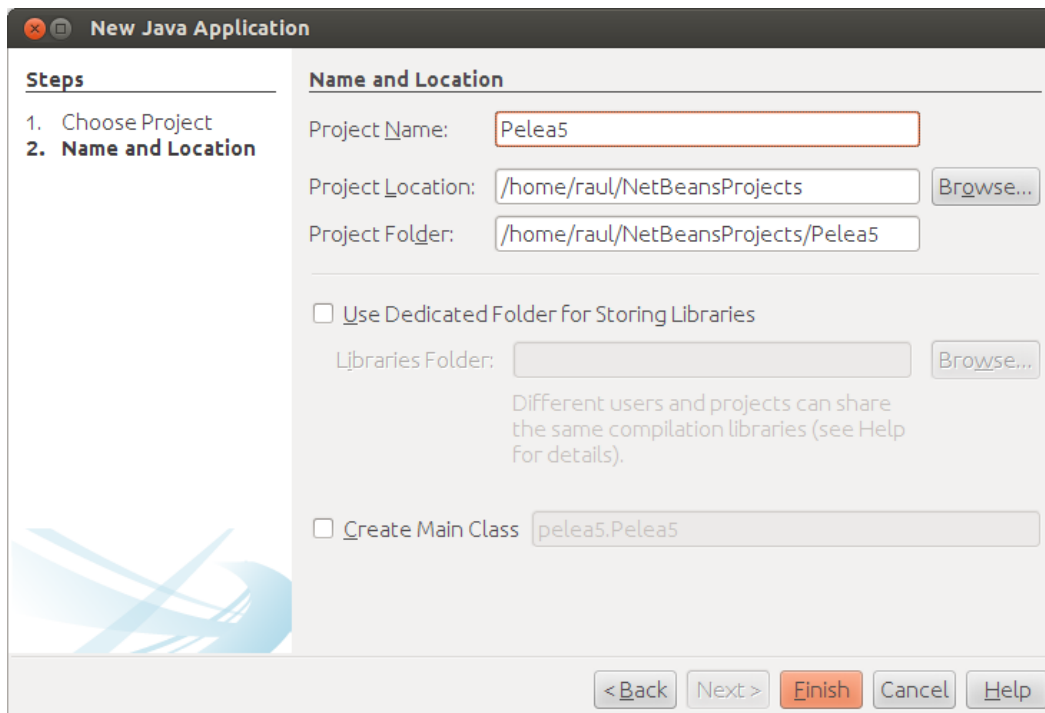 New Java Application
Steps
1. Choose Project
2. Name and Location
Name and Location
Project Name: Pelea5
Project Location: /home/raul/NetBeansProjects Browse...
Project Folder: /home/raul/NetBeansProjects/Pelea5
Use Dedicated Folder for Storing Libraries
Libraries Folder: Browse...
Different users and projects can share
the same compilation libraries (see Help
for details).
Create Main Class pelea5.Pelea5
< Back Next > Finish Cancel Help